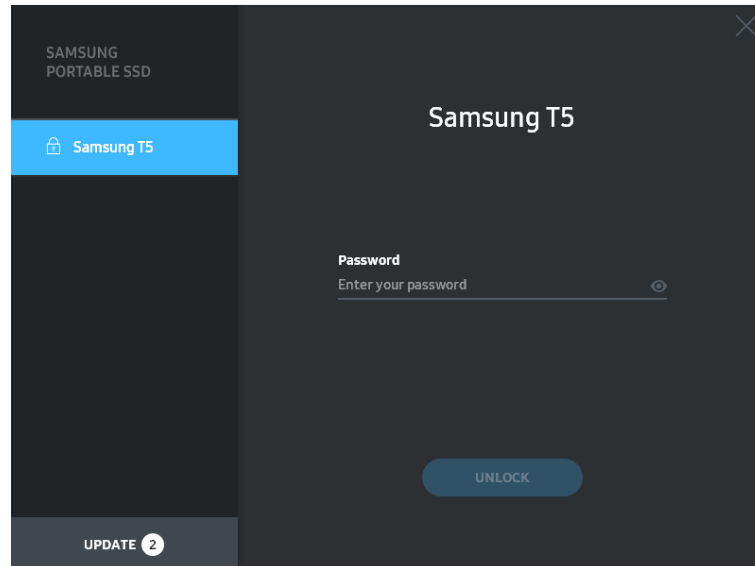 SAMSUNG
PORTABLE SSD
Samsung T5
Samsung T5
Password
Enter your password
UNLOCK
UPDATE 2